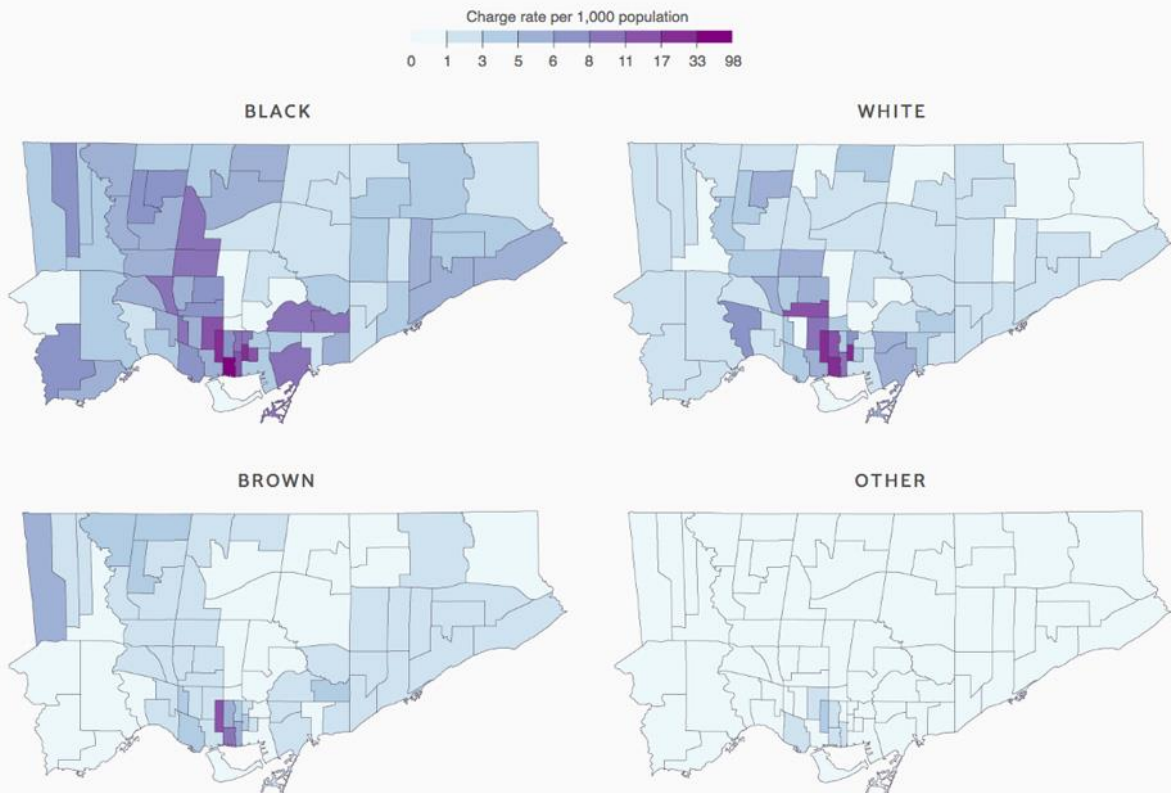 Charge rate per 1,000 population
0 1 3 5 6 8 11 17 33 98
BLACK WHITE
BROWN OTHER